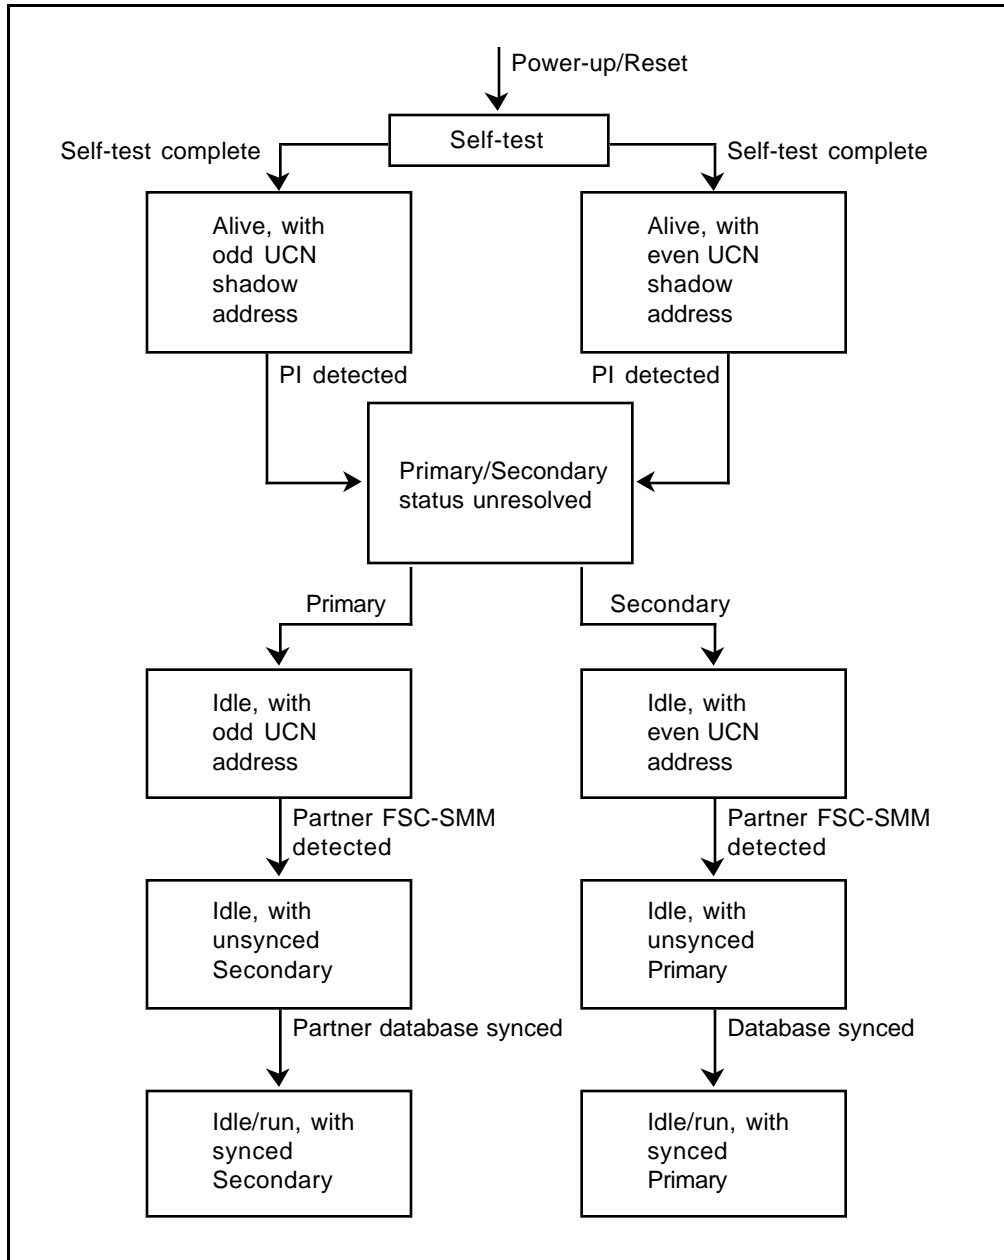 Power-up/Reset
Self-test
Self-test complete
Self-test complete
Alive, with
odd UCN
shadow
address
Alive, with
even UCN
shadow
address
PI detected
PI detected
Primary/Secondary
status unresolved
Primary
Secondary
Idle, with
odd UCN
address
Idle, with
even UCN
address
Partner FSC-SMM
detected
Partner FSC-SMM
detected
Idle, with
unsynced
Secondary
Idle, with
unsynced
Primary
Partner database synced
Database synced
Idle/run, with
synced
Secondary
Idle/run, with
synced
Primary